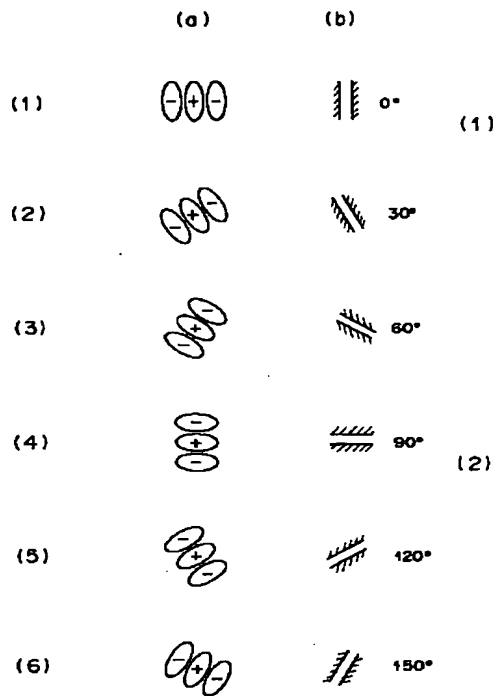 (a) (b)
(1) - + - 0° (1)
(2) - + - 30°
(3) - + - 60°
(4) - + - 90° (2)
(5) - + - 120°
(6) - + - 150°